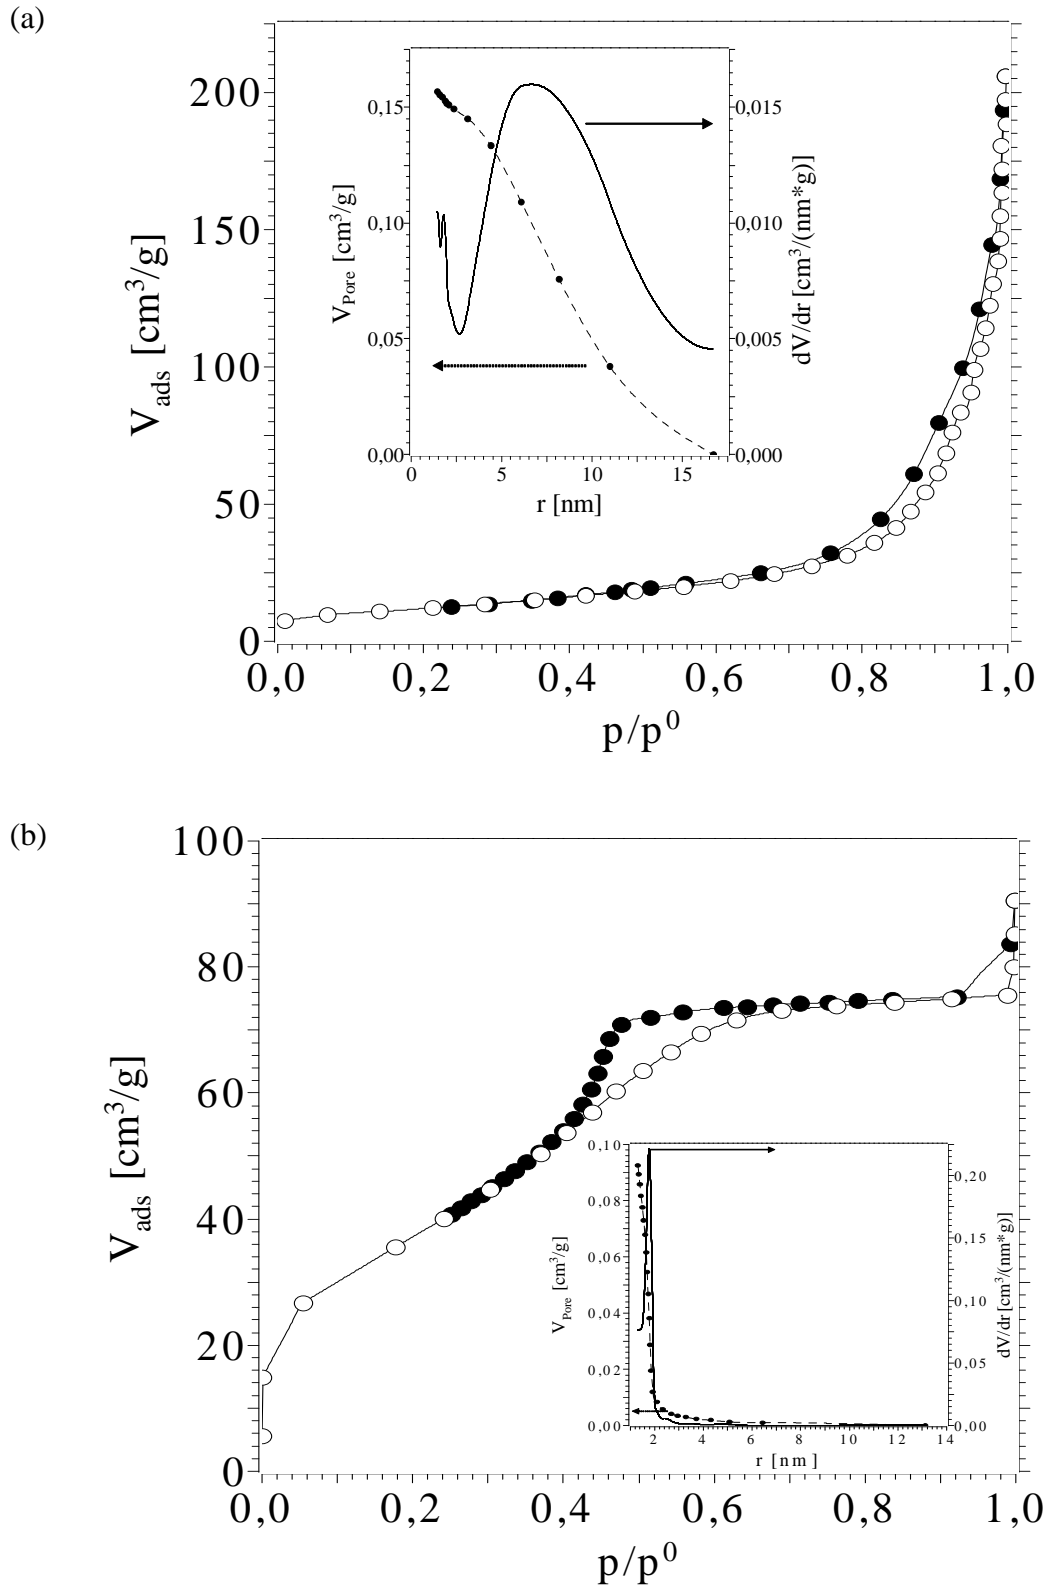 (a)
200
150
100
50
0
V_ads [cm³/g]
0,0 0,2 0,4 0,6 0,8 1,0
p/p⁰
0,15
0,10
0,05
0,00
V_Pore [cm³/g]
0,015
0,010
0,005
0,000
dV/dr [cm³/(nm*g)]
0 5 10 15
r [nm]
(b)
100
80
60
40
20
0
V_ads [cm³/g]
0,0 0,2 0,4 0,6 0,8 1,0
p/p⁰
0,10
0,08
0,06
0,04
0,02
0,00
V_Pore [cm³/g]
0,20
0,15
0,10
0,05
0,00
dV/dr [cm³/(nm*g)]
2 4 6 8 10 12 14
r [nm]